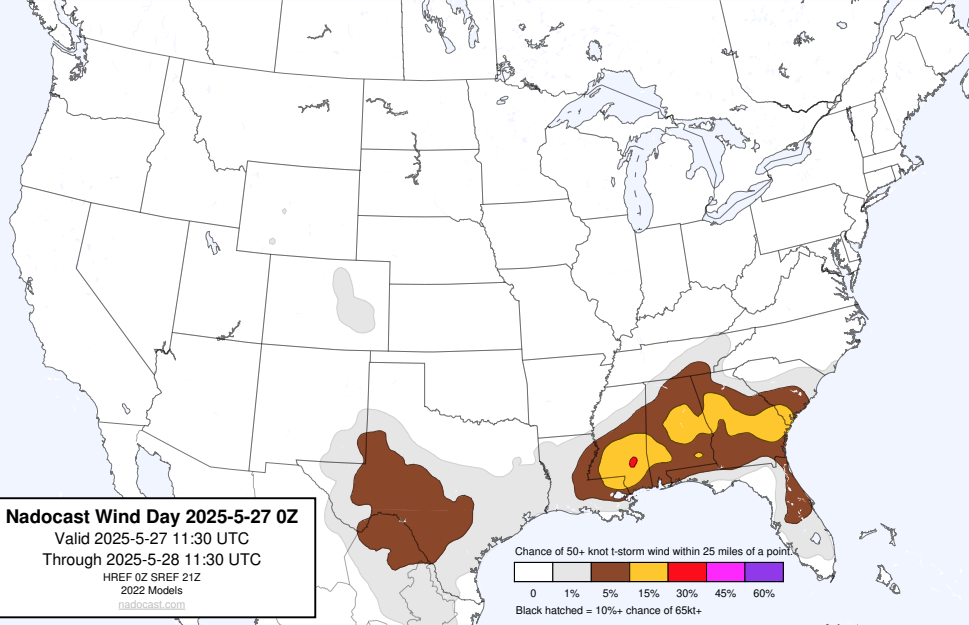 Nadocast Wind Day 2025-5-27 0Z
Valid 2025-5-27 11:30 UTC
Through 2025-5-28 11:30 UTC
HREF 0Z SREF 21Z
2022 Models
nadocast.com
Chance of 50+ knot t-storm wind within 25 miles of a point.
0 1% 5% 15% 30% 45% 60%
Black hatched = 10%+ chance of 65kt+